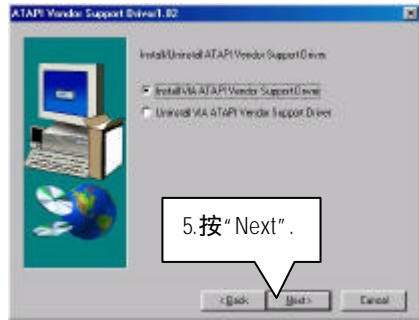 ATAPI Vendor Support Driver1.02
Install/Uninstall ATAPI Vendor Support Driver.
Install VIA ATAPI Vendor Support Driver
Uninstall VIA ATAPI Vendor Support Driver
5.按“Next”.
<Back
Next>
Cancel